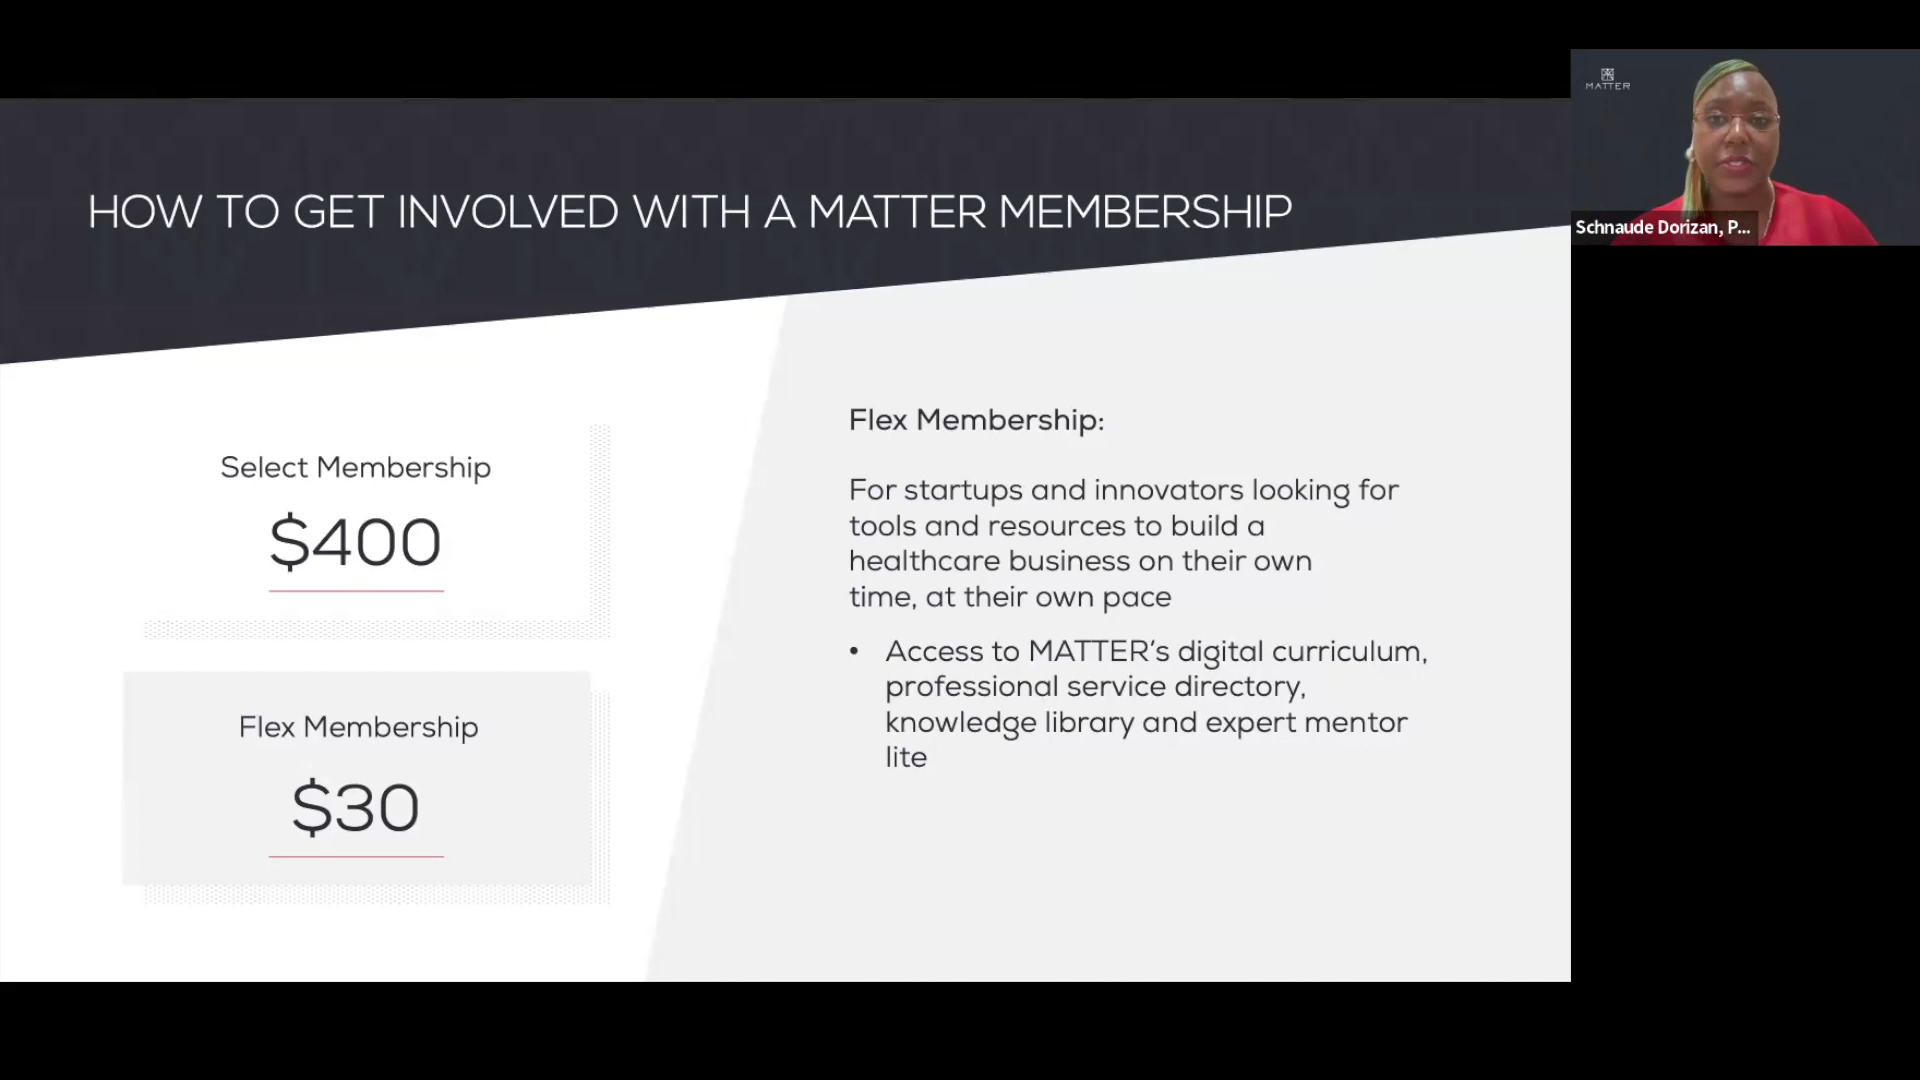 HOW TO GET INVOLVED WITH A MATTER MEMBERSHIP
MATTER
Schnaude Dorizan, P...
Select Membership
$400
Flex Membership
$30
Flex Membership:
For startups and innovators looking for
tools and resources to build a
healthcare business on their own
time, at their own pace
• Access to MATTER’s digital curriculum,
professional service directory,
knowledge library and expert mentor
lite